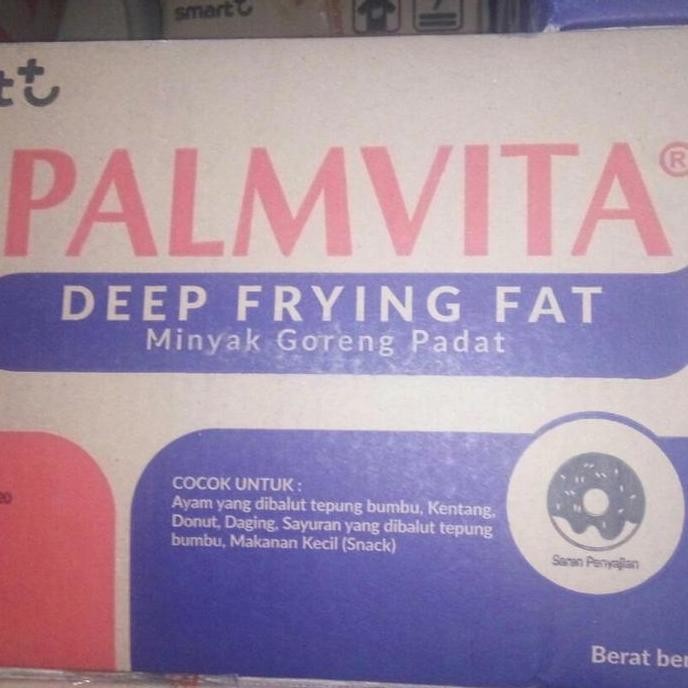 smart
PALMVITA®
DEEP FRYING FAT
Minyak Goreng Padat
COCOK UNTUK :
Ayam yang dibalut tepung bumbu, Kentang,
Donut, Daging, Sayuran yang dibalut tepung
bumbu, Makanan Kecil (Snack)
Saran Penyajian
Berat